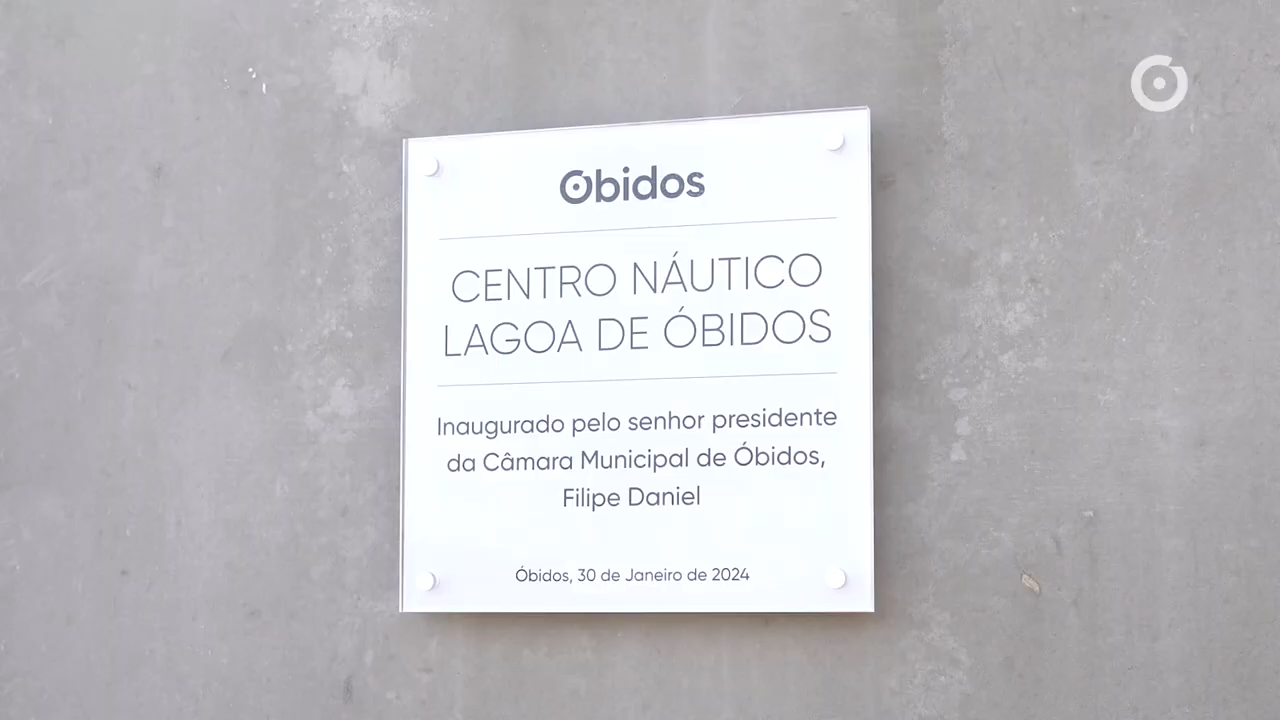 Óbidos
CENTRO NÁUTICO
LAGOA DE ÓBIDOS
Inaugurado pelo senhor presidente
da Câmara Municipal de Óbidos,
Filipe Daniel
Óbidos, 30 de Janeiro de 2024